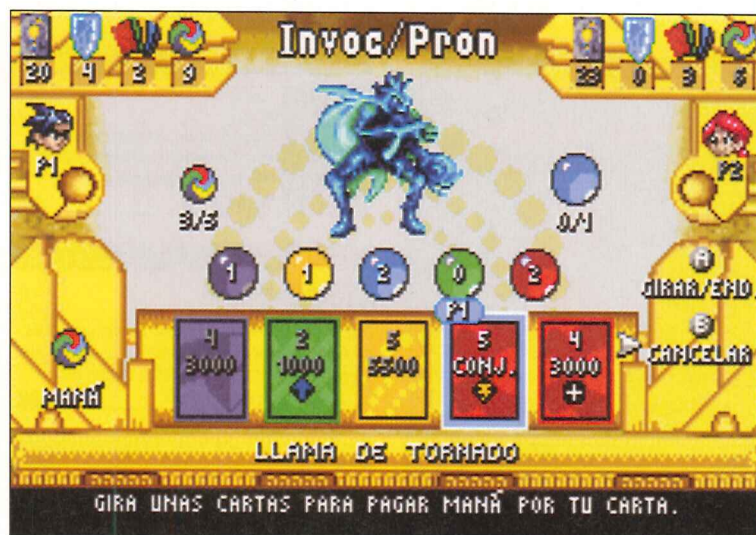 Invoc/Pron
20 4 2 9
23 0 3 6
P1
P2
3/5
0/1
1 1 2 0 2
A
GIRAR/END
B
CANCELAR
P1
4
3000
2
1000
5
5500
5
CONJ.
4
3000
MANÁ
LLAMA DE TORNADO
GIRA UNAS CARTAS PARA PAGAR MANÁ POR TU CARTA.